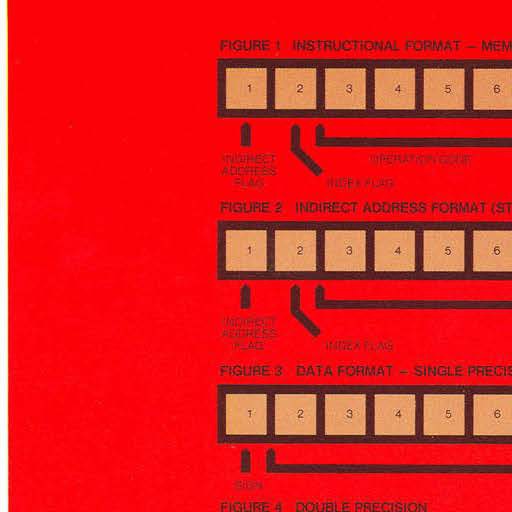 FIGURE 1 INSTRUCTIONAL FORMAT – MEM
1 2 3 4 5 6
INDIRECT
ADDRESS
FLAG
OPERATION CODE
INDEX FLAG
FIGURE 2 INDIRECT ADDRESS FORMAT (ST
1 2 3 4 5 6
INDIRECT
ADDRESS
FLAG
INDEX FLAG
FIGURE 3 DATA FORMAT – SINGLE PRECIS
1 2 3 4 5 6
SIGN
FIGURE 4 DOUBLE PRECISION